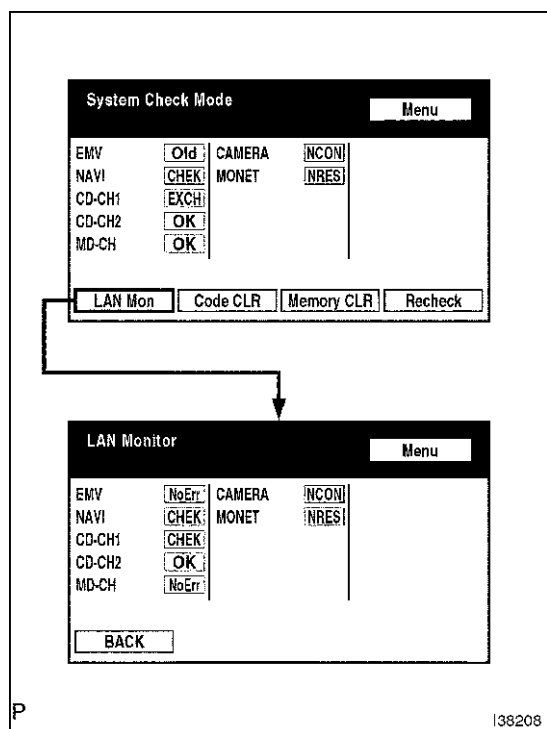 System Check Mode
Menu
EMV Old CAMERA NCON
NAVI CHEK MONET NRES
CD-CH1 EXCH
CD-CH2 OK
MD-CH OK
LAN Mon Code CLR Memory CLR Recheck
LAN Monitor
Menu
EMV NoErr CAMERA NCON
NAVI CHEK MONET NRES
CD-CH1 CHEK
CD-CH2 OK
MD-CH NoErr
BACK
P
I38208